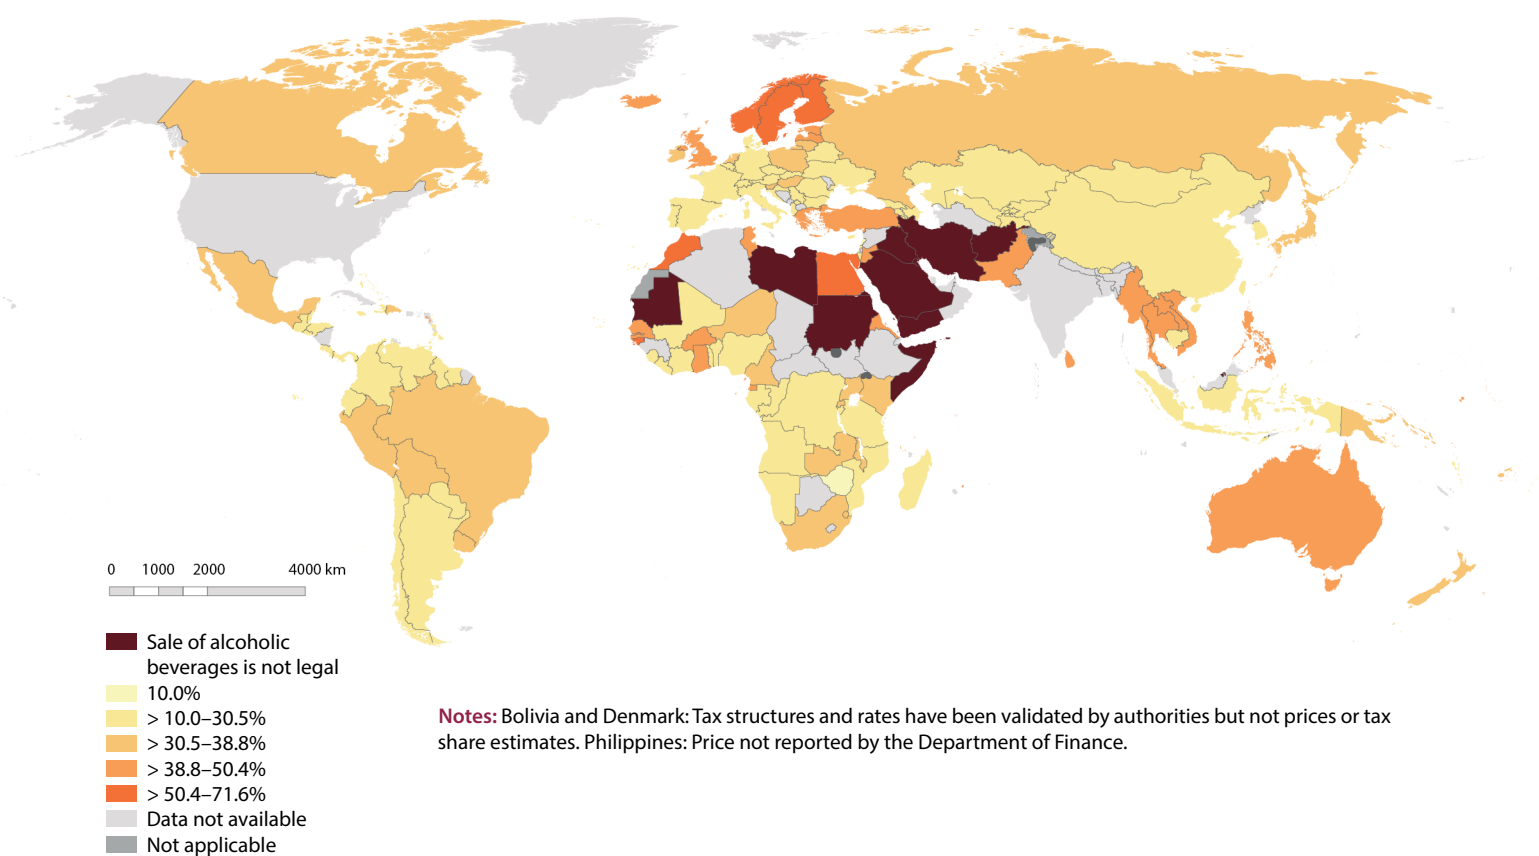 0 1000 2000 4000 km
Sale of alcoholic
beverages is not legal
10.0%
> 10.0–30.5%
> 30.5–38.8%
> 38.8–50.4%
> 50.4–71.6%
Data not available
Not applicable
Notes: Bolivia and Denmark: Tax structures and rates have been validated by authorities but not prices or tax
share estimates. Philippines: Price not reported by the Department of Finance.